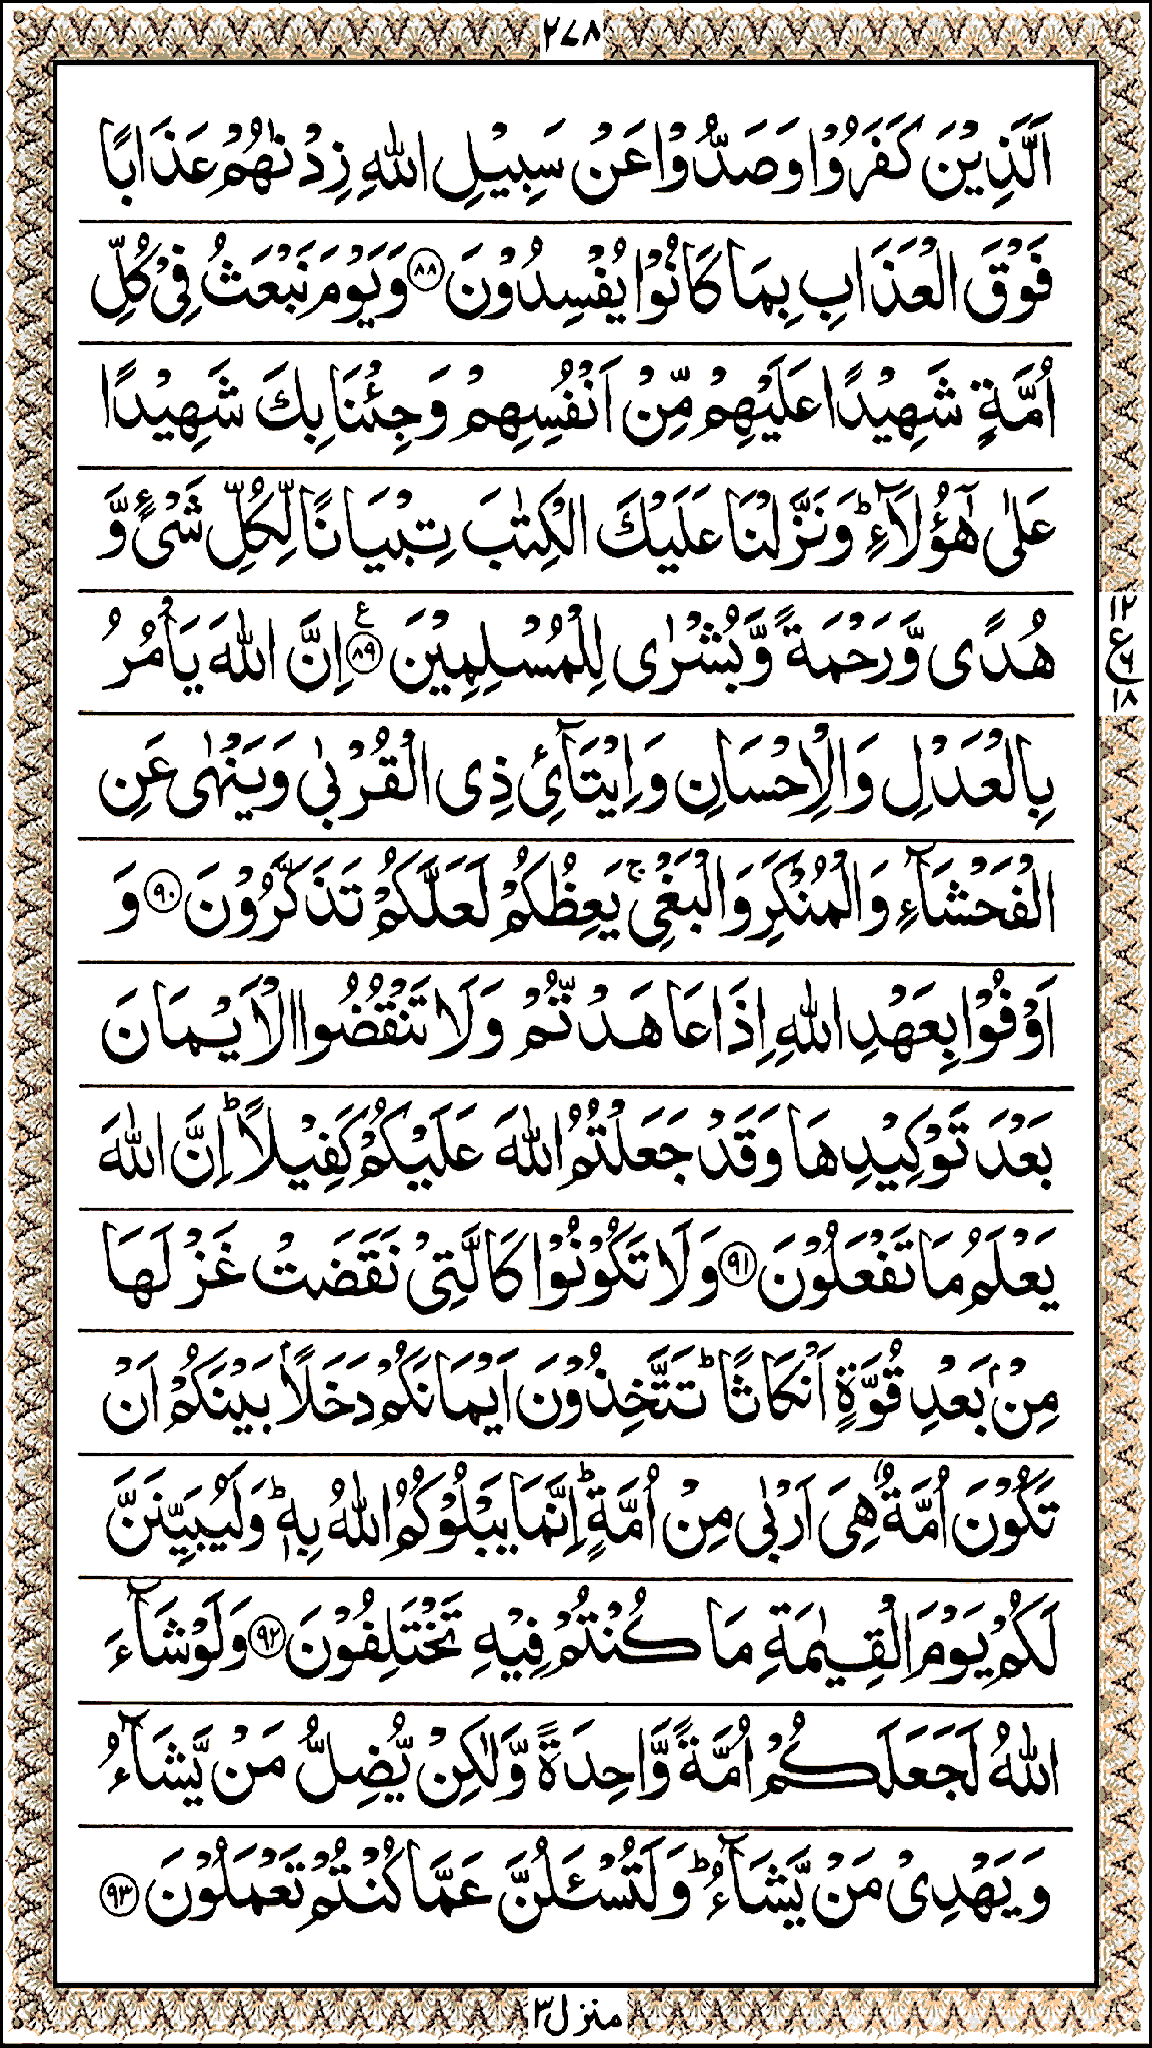 ٢٧٨
اَلَّذِيْنَ كَفَرُوْا وَصَدُّوْا عَنْ سَبِيْلِ اللّٰهِ زِدْنٰهُمْ عَذَابًا
فَوْقَ الْعَذَابِ بِمَا كَانُوْا يُفْسِدُوْنَ ﴿٨٨﴾ وَيَوْمَ نَبْعَثُ فِيْ كُلِّ
اُمَّةٍ شَهِيْدًا عَلَيْهِمْ مِّنْ اَنْفُسِهِمْ وَجِئْنَا بِكَ شَهِيْدًا
عَلٰى هٰٓؤُلَآءِ ؕ وَنَزَّلْنَا عَلَيْكَ الْكِتٰبَ تِبْيَانًا لِّكُلِّ شَيْءٍ وَّ
هُدًى وَّرَحْمَةً وَّبُشْرٰى لِلْمُسْلِمِيْنَ ﴿٨٩﴾ ع اِنَّ اللّٰهَ يَاْمُرُ
١٢
ع
٦
١٨
بِالْعَدْلِ وَالْاِحْسَانِ وَاِيْتَآئِ ذِى الْقُرْبٰى وَيَنْهٰى عَنِ
الْفَحْشَآءِ وَالْمُنْكَرِ وَالْبَغْيِ ۚ يَعِظُكُمْ لَعَلَّكُمْ تَذَكَّرُوْنَ ﴿٩٠﴾ وَ
اَوْفُوْا بِعَهْدِ اللّٰهِ اِذَا عَاهَدْتُّمْ وَلَا تَنْقُضُوا الْاَيْمَانَ
بَعْدَ تَوْكِيْدِهَا وَقَدْ جَعَلْتُمُ اللّٰهَ عَلَيْكُمْ كَفِيْلًا ؕ اِنَّ اللّٰهَ
يَعْلَمُ مَا تَفْعَلُوْنَ ﴿٩١﴾ وَلَا تَكُوْنُوْا كَالَّتِيْ نَقَضَتْ غَزْلَهَا
مِنْۢ بَعْدِ قُوَّةٍ اَنْكَاثًا ؕ تَتَّخِذُوْنَ اَيْمَانَكُمْ دَخَلًاۢ بَيْنَكُمْ اَنْ
تَكُوْنَ اُمَّةٌ هِيَ اَرْبٰى مِنْ اُمَّةٍ ؕ اِنَّمَا يَبْلُوْكُمُ اللّٰهُ بِهٖ ؕ وَلَيُبَيِّنَنَّ
لَكُمْ يَوْمَ الْقِيٰمَةِ مَا كُنْتُمْ فِيْهِ تَخْتَلِفُوْنَ ﴿٩٢﴾ وَلَوْ شَآءَ
اللّٰهُ لَجَعَلَكُمْ اُمَّةً وَّاحِدَةً وَّلٰكِنْ يُّضِلُّ مَنْ يَّشَآءُ
وَيَهْدِيْ مَنْ يَّشَآءُ ؕ وَلَتُسْئَلُنَّ عَمَّا كُنْتُمْ تَعْمَلُوْنَ ﴿٩٣﴾
منزل٣